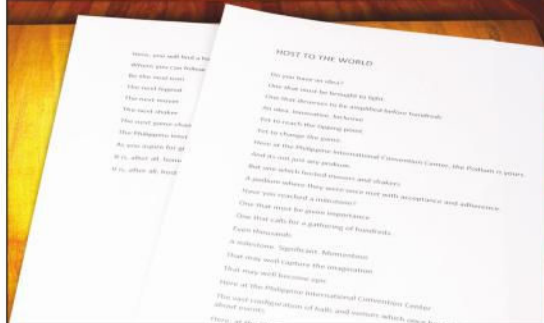 HOST TO THE WORLD
Do you have an idea?
One that must be brought to light.
One that deserves to be amplified before hundreds
An idea. Innovative. Inclusive
Yet to reach the tipping point.
Yet to change the game.
Here at the Philippine International Convention Center, the Podium is yours
And do not just any podium.
But one which hosted movers and shakers
A podium where they were once met with acceptance and adherence
Have you reached a milestone?
One that must be given importance
One that calls for a gathering of hundreds
Even thousands
A milestone. Significant. Momentous
That may well capture the imagination
That may well become epic
Here at the Philippine International Convention Center
The vast configuration of halls and venues which once
about events
Here, at the
Here, you will find a
Where you can follow
Be the next icon
The next legend
The next mover
The next shaker
The next game
The Philippine
As you aspire for
It is, after all, home
It is, after all, host